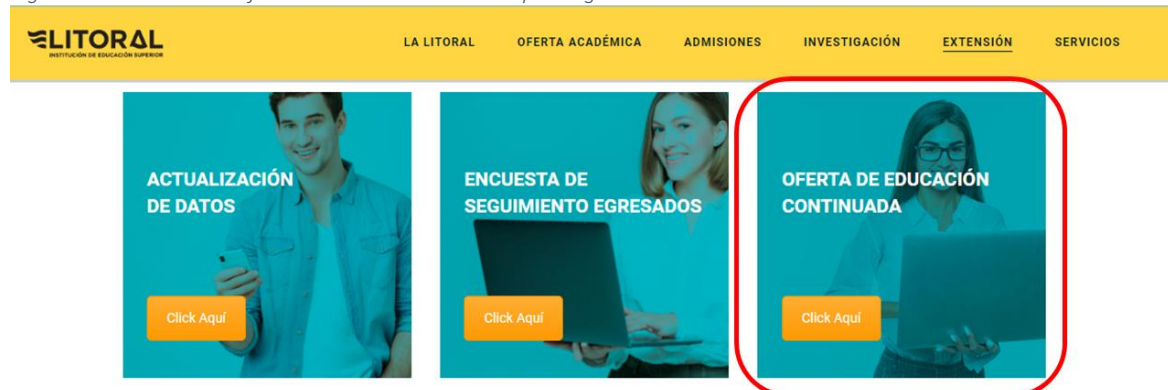 LITORAL
INSTITUCIÓN DE EDUCACIÓN SUPERIOR
LA LITORAL
OFERTA ACADÉMICA
ADMISIONES
INVESTIGACIÓN
EXTENSIÓN
SERVICIOS
ACTUALIZACIÓN
DE DATOS
Click Aquí
ENCUESTA DE
SEGUIMIENTO EGRESADOS
Click Aquí
OFERTA DE EDUCACIÓN
CONTINUADA
Click Aquí